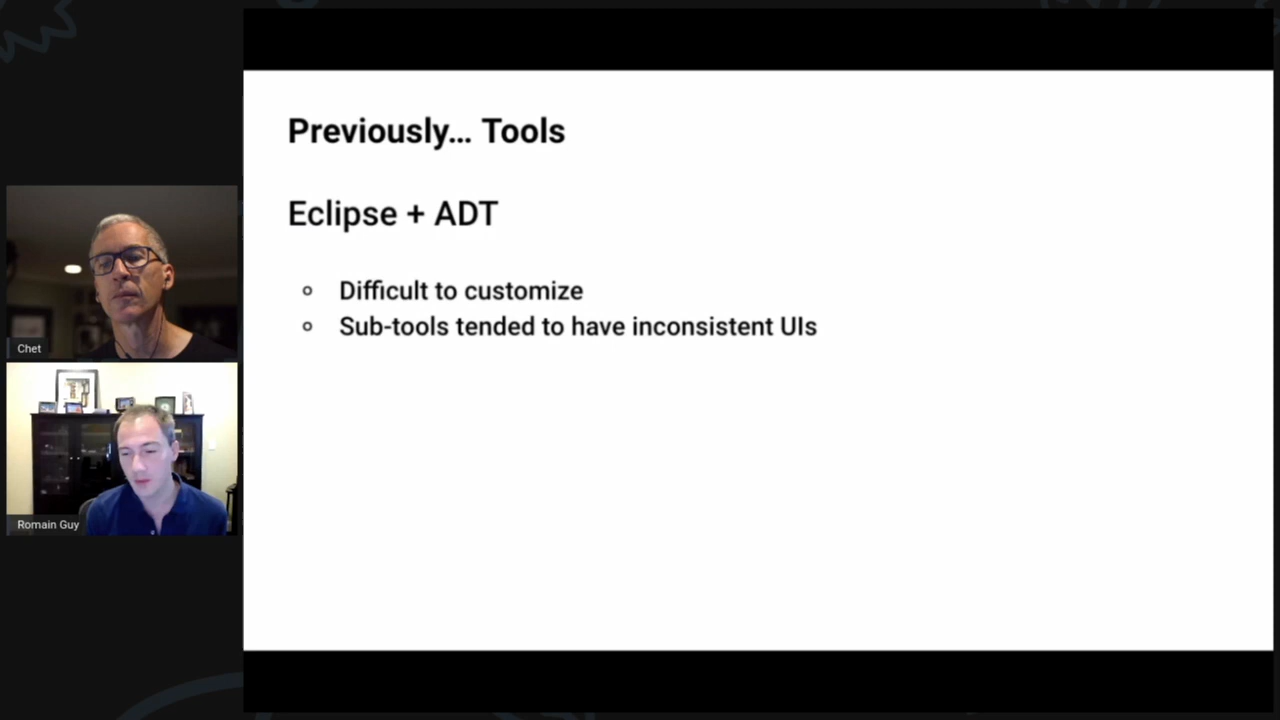 Previously... Tools
Eclipse + ADT
Difficult to customize
Sub-tools tended to have inconsistent UIs
Chet
Romain Guy